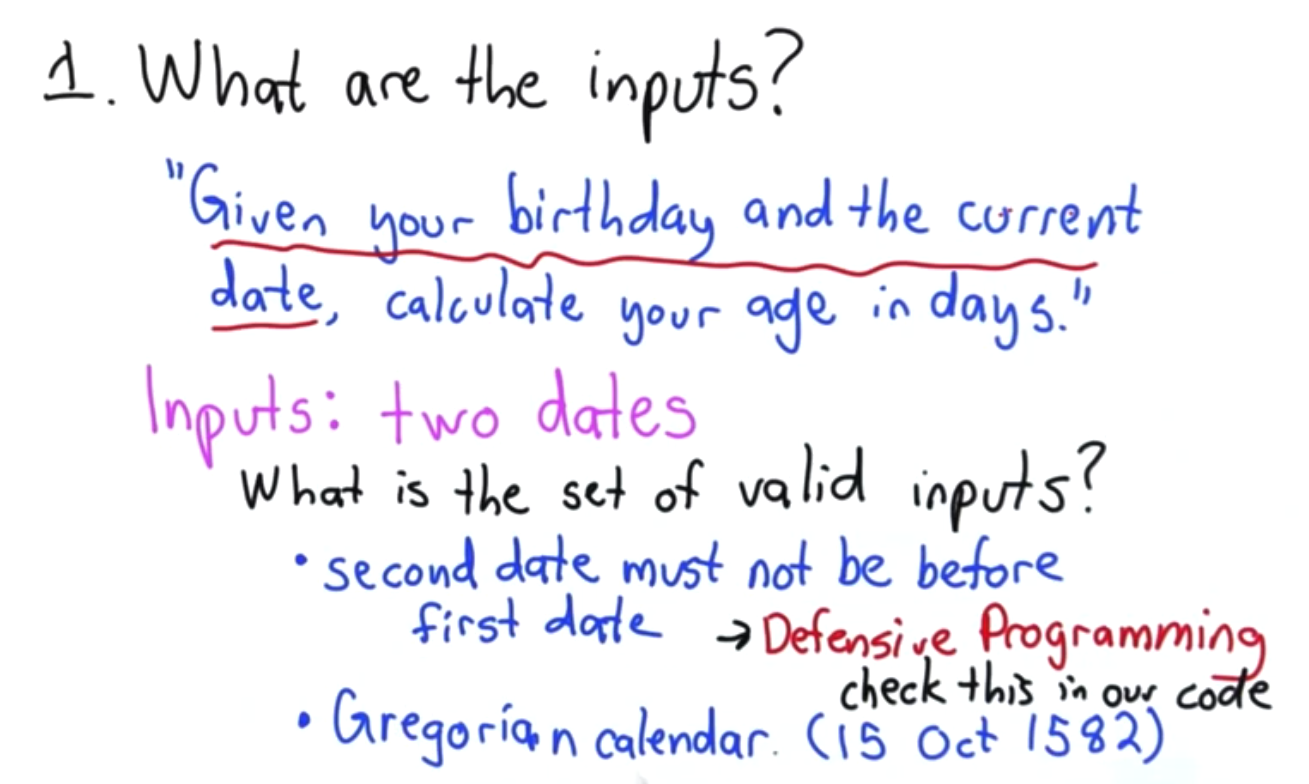 1. What are the inputs?
"Given your birthday and the current
date, calculate your age in days."
Inputs: two dates
What is the set of valid inputs?
• second date must not be before
first date → Defensive Programming
check this in our code
• Gregorian calendar. (15 Oct 1582)